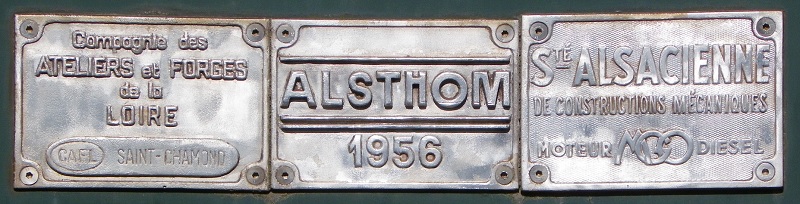 Compagnie des
ATELIERS et FORGES
de la
LOIRE
CAFL SAINT-CHAMOND
ALSTHOM
1956
STÉ ALSACIENNE
DE CONSTRUCTIONS MÉCANIQUES
MOTEUR MGO DIESEL